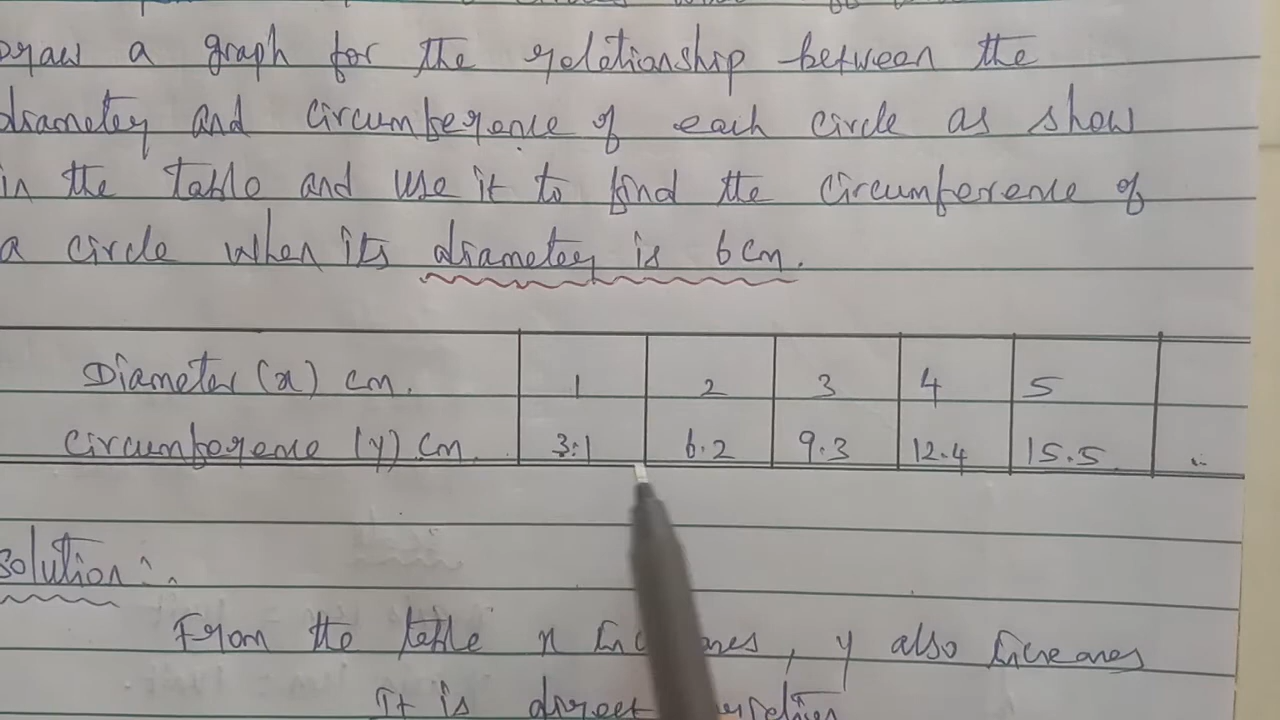 Draw a graph for the relationship between the
diameter and circumference of each circle as show
in the table and use it to find the circumference of
a circle when its diameter is 6cm.
Diameter (x) cm. 1 2 3 4 5
Circumference (y) cm 3.1 6.2 9.3 12.4 15.5 ..
Solution:.
From the table x , y also increases
It is direct